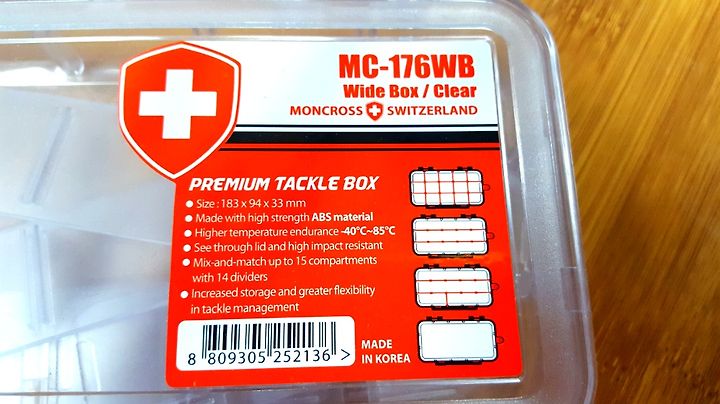 MC-176WB
Wide Box / Clear
MONCROSS SWITZERLAND
PREMIUM TACKLE BOX
• Size : 183 x 94 x 33 mm
• Made with high strength ABS material
• Higher temperature endurance -40°C~85°C
• See through lid and high impact resistant
• Mix-and-match up to 15 compartments
with 14 dividers
• Increased storage and greater flexibility
in tackle management
8 809305 252136 >
MADE
IN KOREA